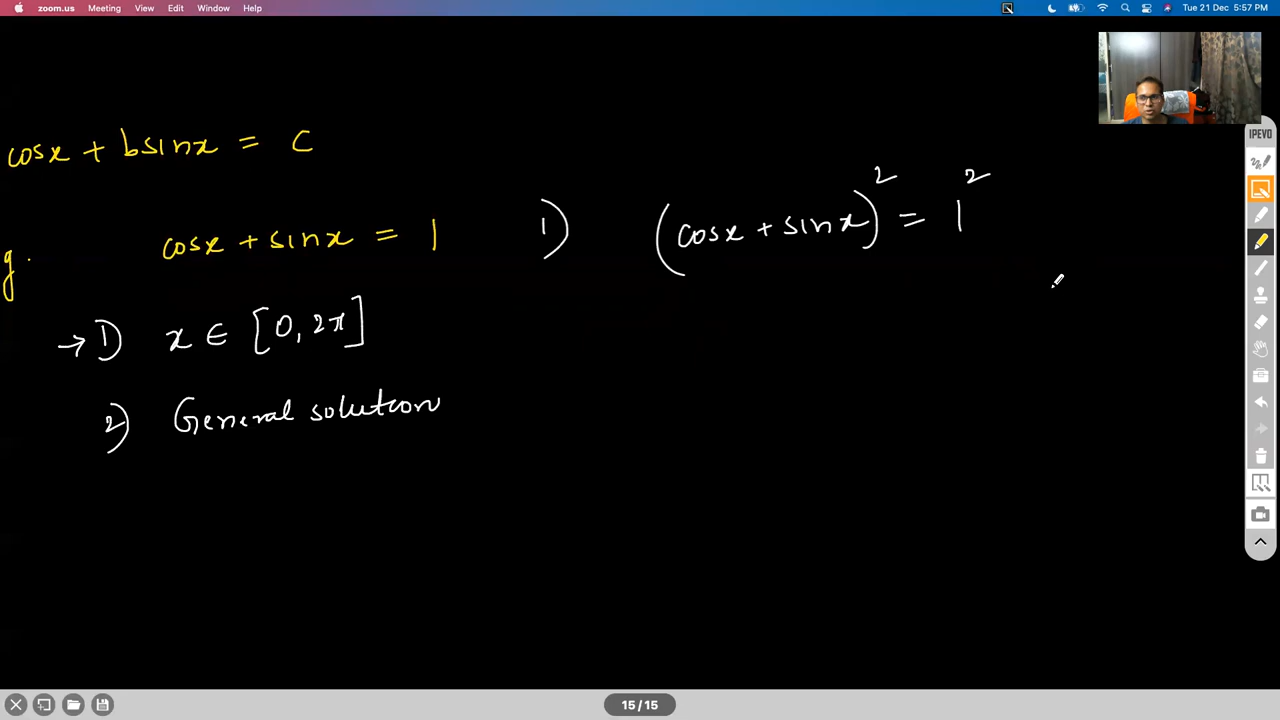 zoom.us Meeting View Edit Window Help Tue 21 Dec 5:57 PM
IPEVO
cosx + bsinx = c
g. cosx + sinx = 1
→ 1) x ∈ [0, 2π]
2) General solution
1) (cosx + sinx)² = 1²
15/15